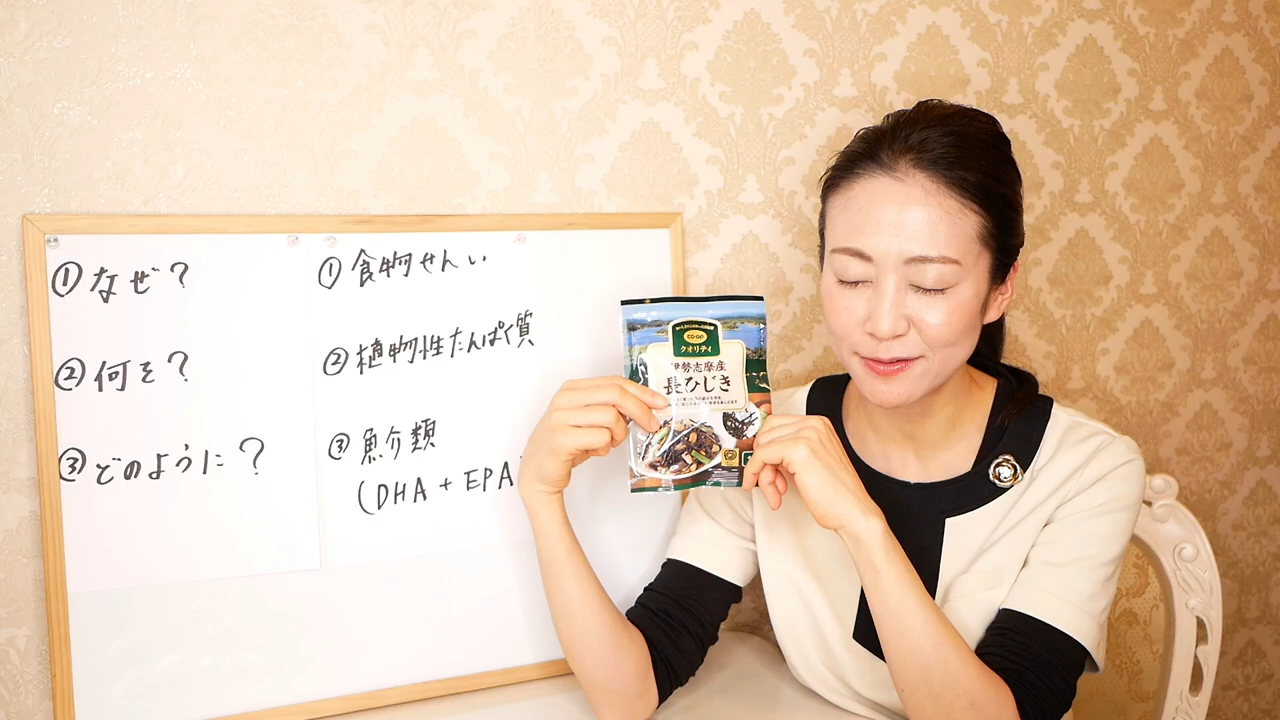 ①なぜ？
②何を？
③どのように？
①食物せんい
②植物性たんぱく質
③魚介類
(DHA + EPA
CO・OP
クオリティ
伊勢志摩産
長ひじき